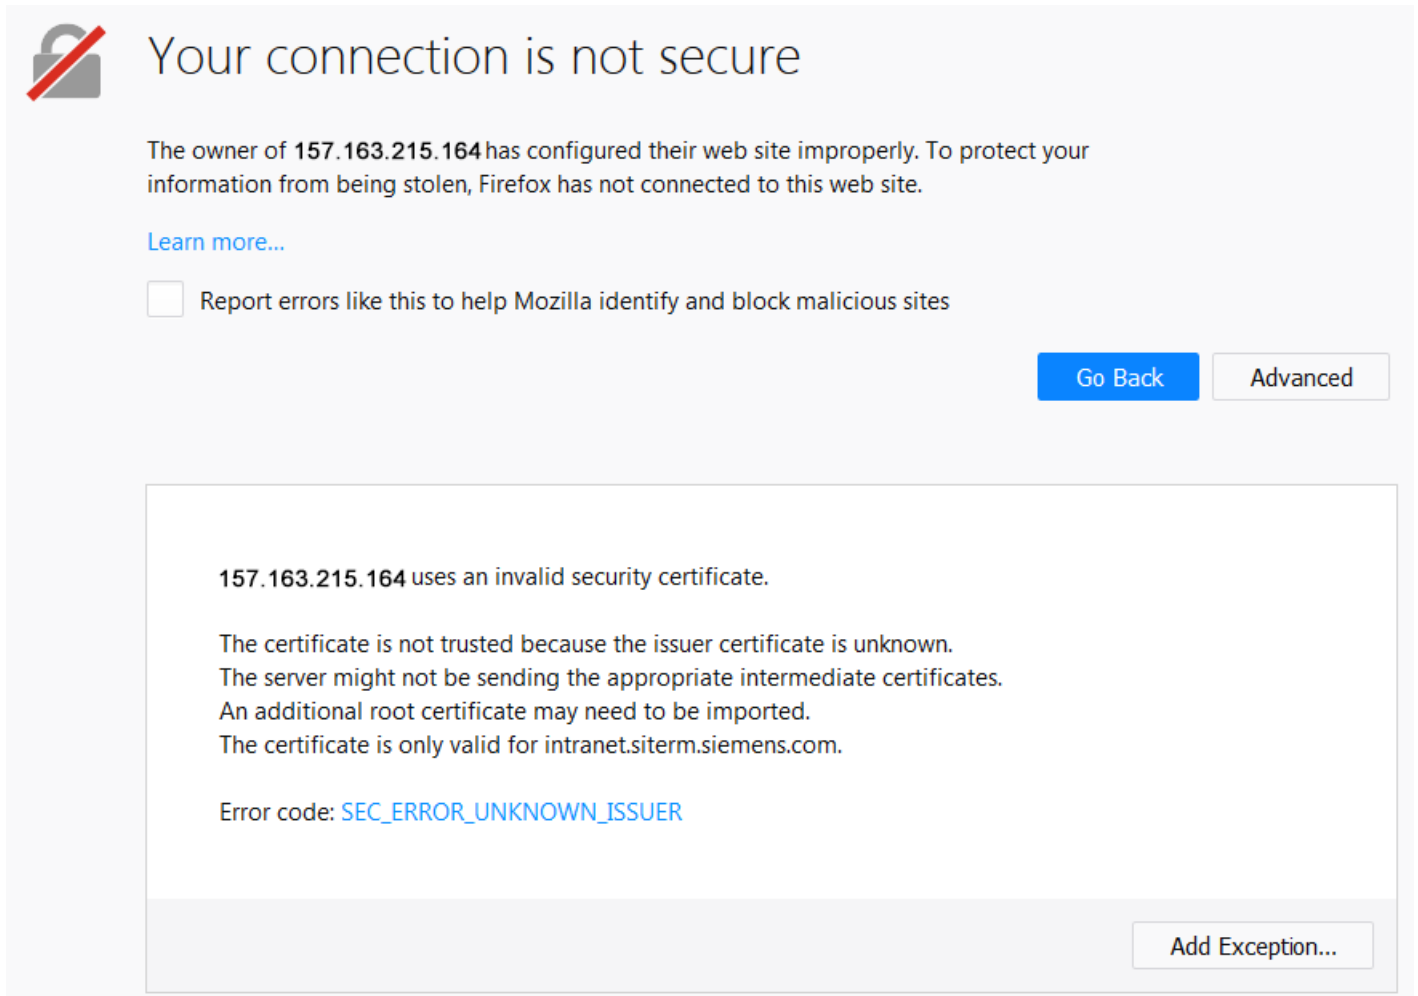 Your connection is not secure
The owner of 157.163.215.164 has configured their web site improperly. To protect your
information from being stolen, Firefox has not connected to this web site.
Learn more...
Report errors like this to help Mozilla identify and block malicious sites
Go Back
Advanced
157.163.215.164 uses an invalid security certificate.
The certificate is not trusted because the issuer certificate is unknown.
The server might not be sending the appropriate intermediate certificates.
An additional root certificate may need to be imported.
The certificate is only valid for intranet.siterm.siemens.com.
Error code: SEC_ERROR_UNKNOWN_ISSUER
Add Exception...